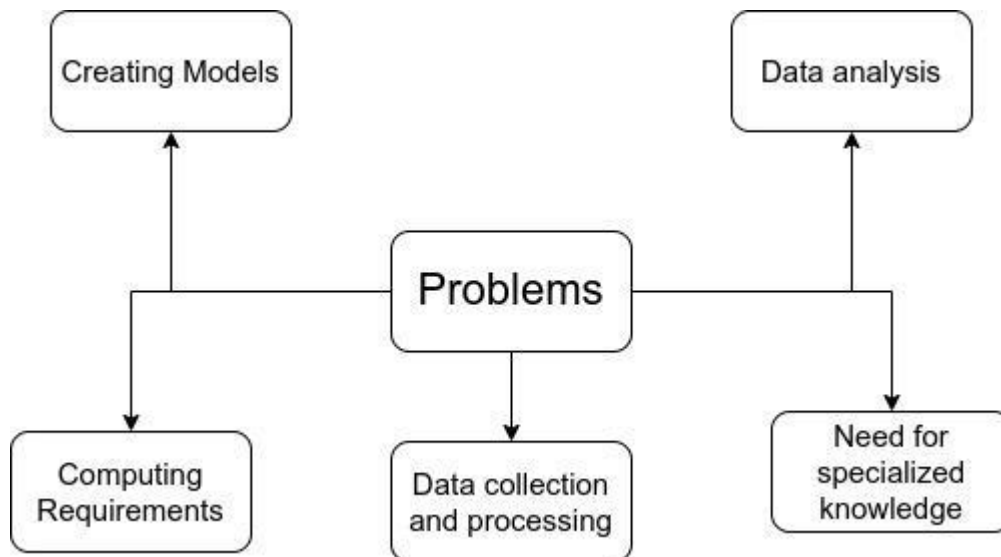 Creating Models
Data analysis
Problems
Computing
Requirements
Data collection
and processing
Need for
specialized
knowledge